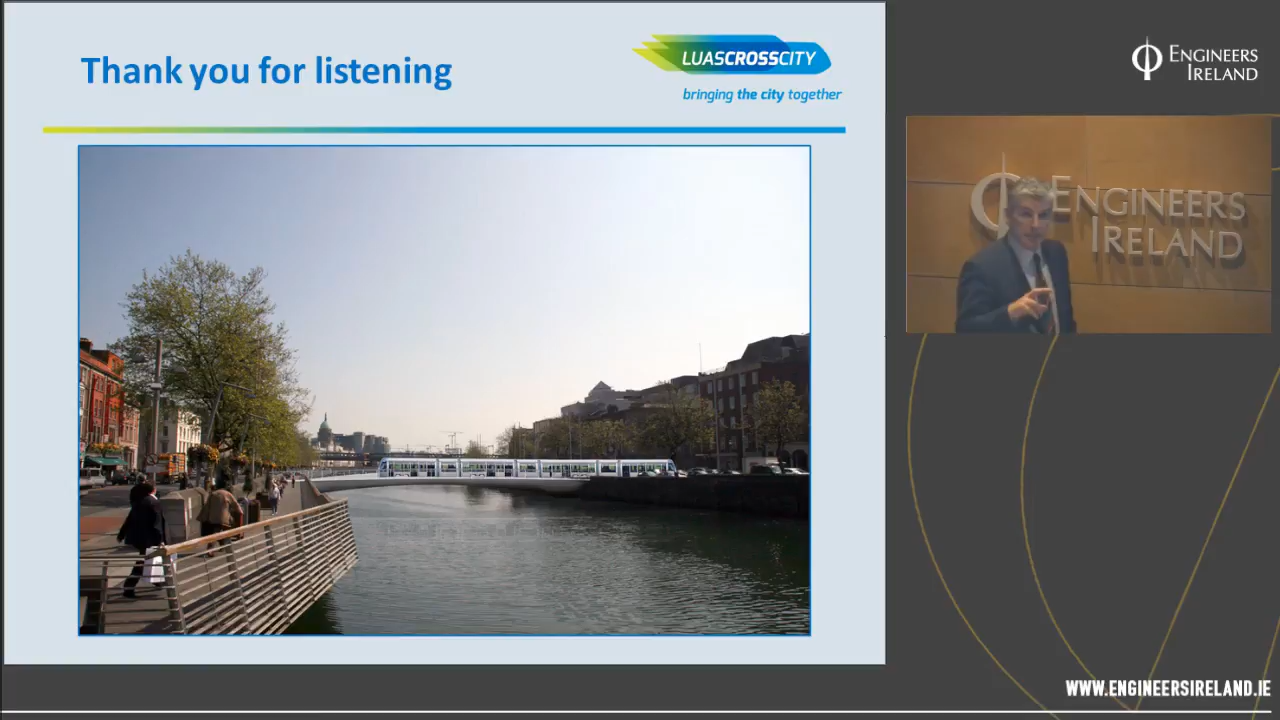 Thank you for listening
LUASCROSSCITY
bringing the city together
ENGINEERS
IRELAND
ENGINEERS
IRELAND
WWW.ENGINEERSIRELAND.IE